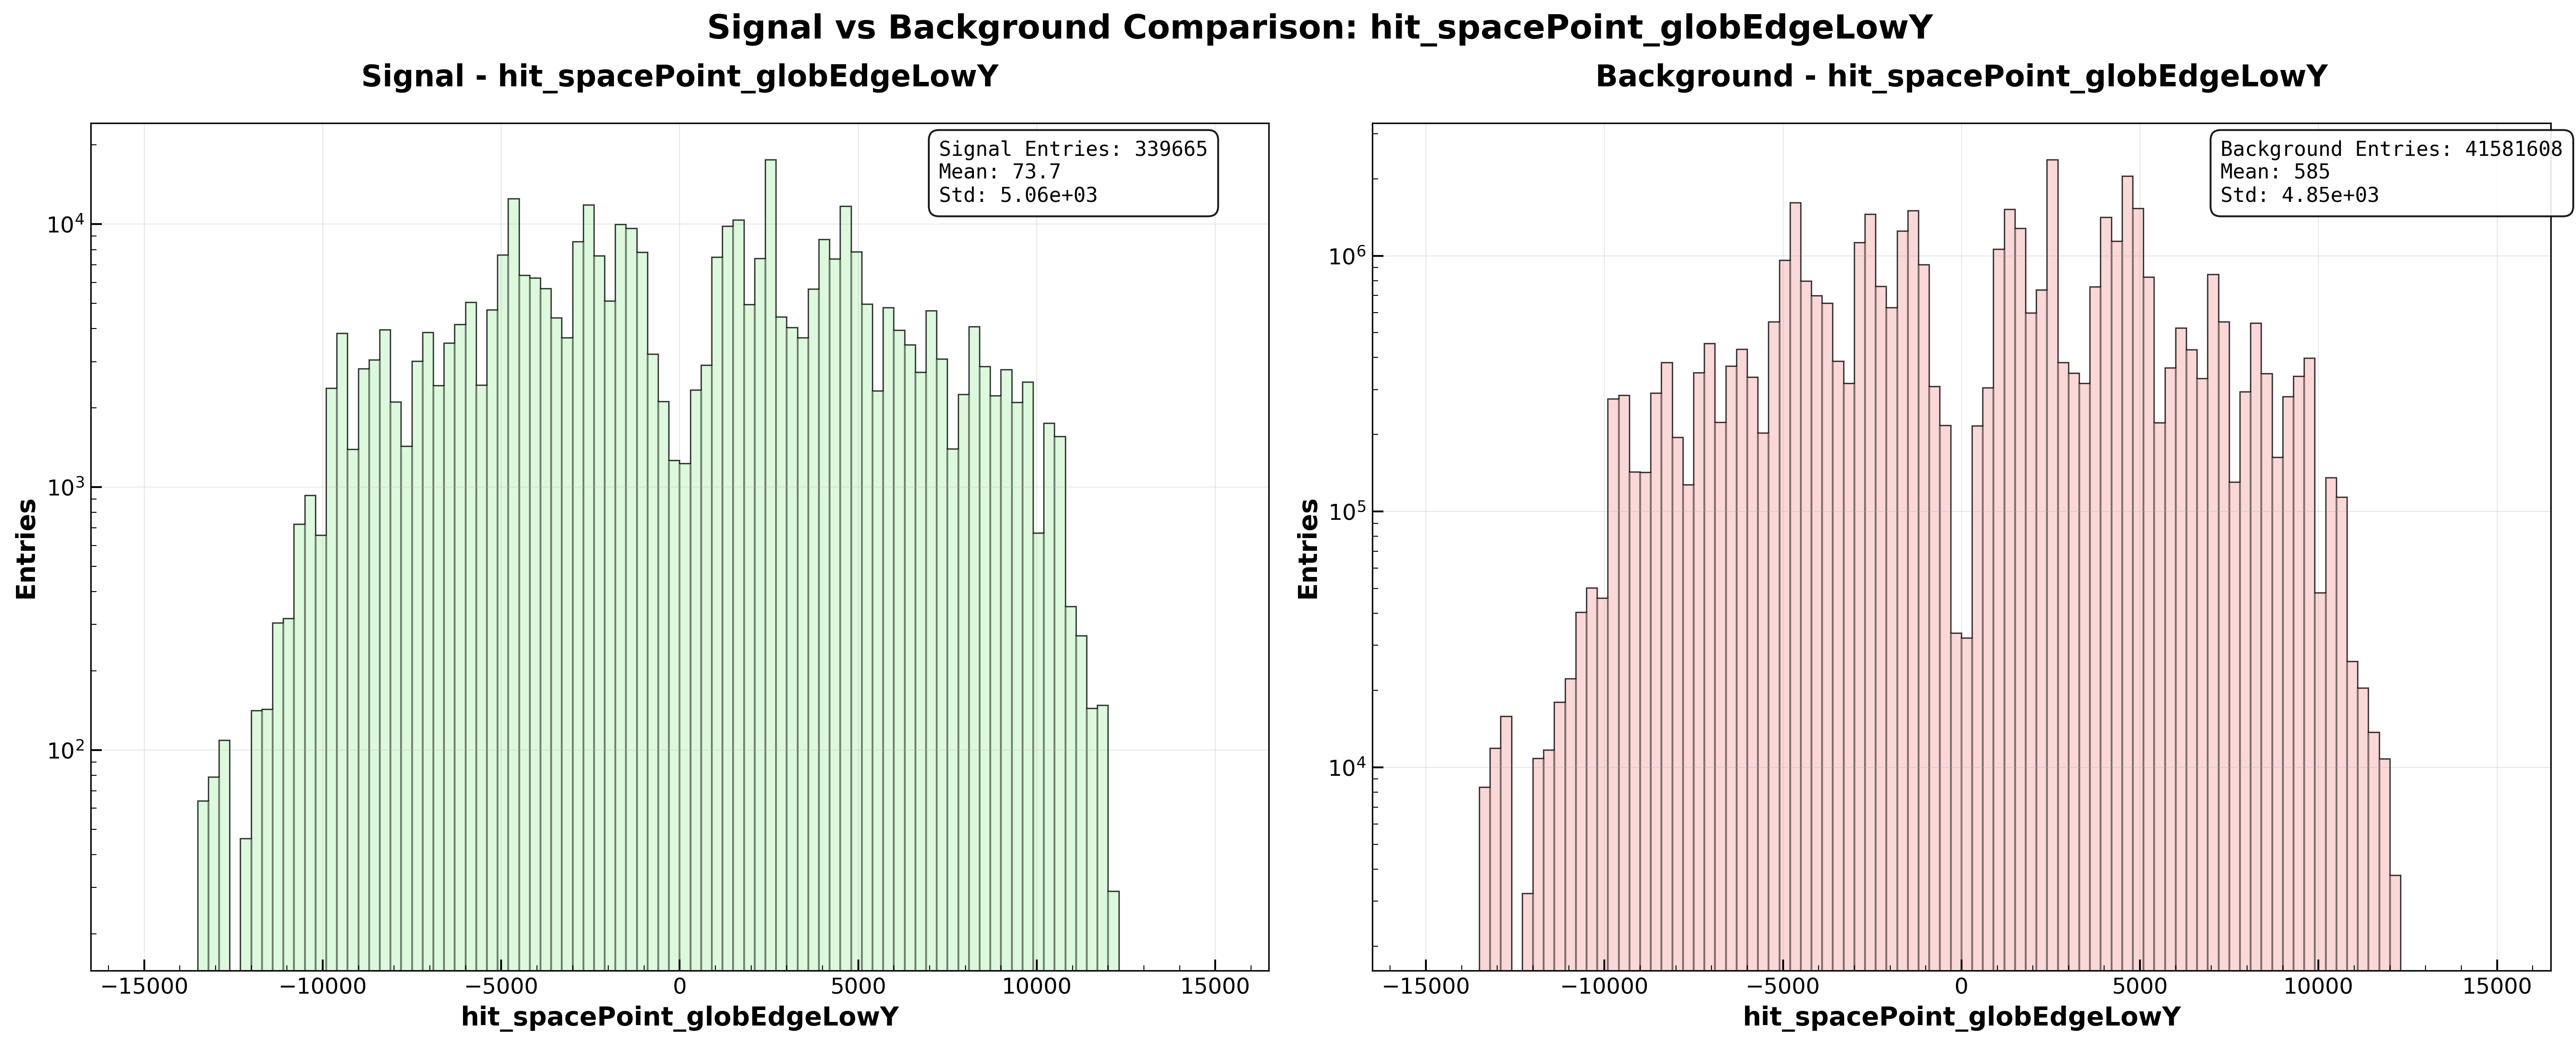 Signal vs Background Comparison: hit_spacePoint_globEdgeLowY
Signal - hit_spacePoint_globEdgeLowY
Signal Entries: 339665
Mean: 73.7
Std: 5.06e+03
10^4
10^3
10^2
Entries
−15000 −10000 −5000 0 5000 10000 15000
hit_spacePoint_globEdgeLowY
Background - hit_spacePoint_globEdgeLowY
Background Entries: 41581608
Mean: 585
Std: 4.85e+03
10^6
10^5
10^4
Entries
−15000 −10000 −5000 0 5000 10000 15000
hit_spacePoint_globEdgeLowY